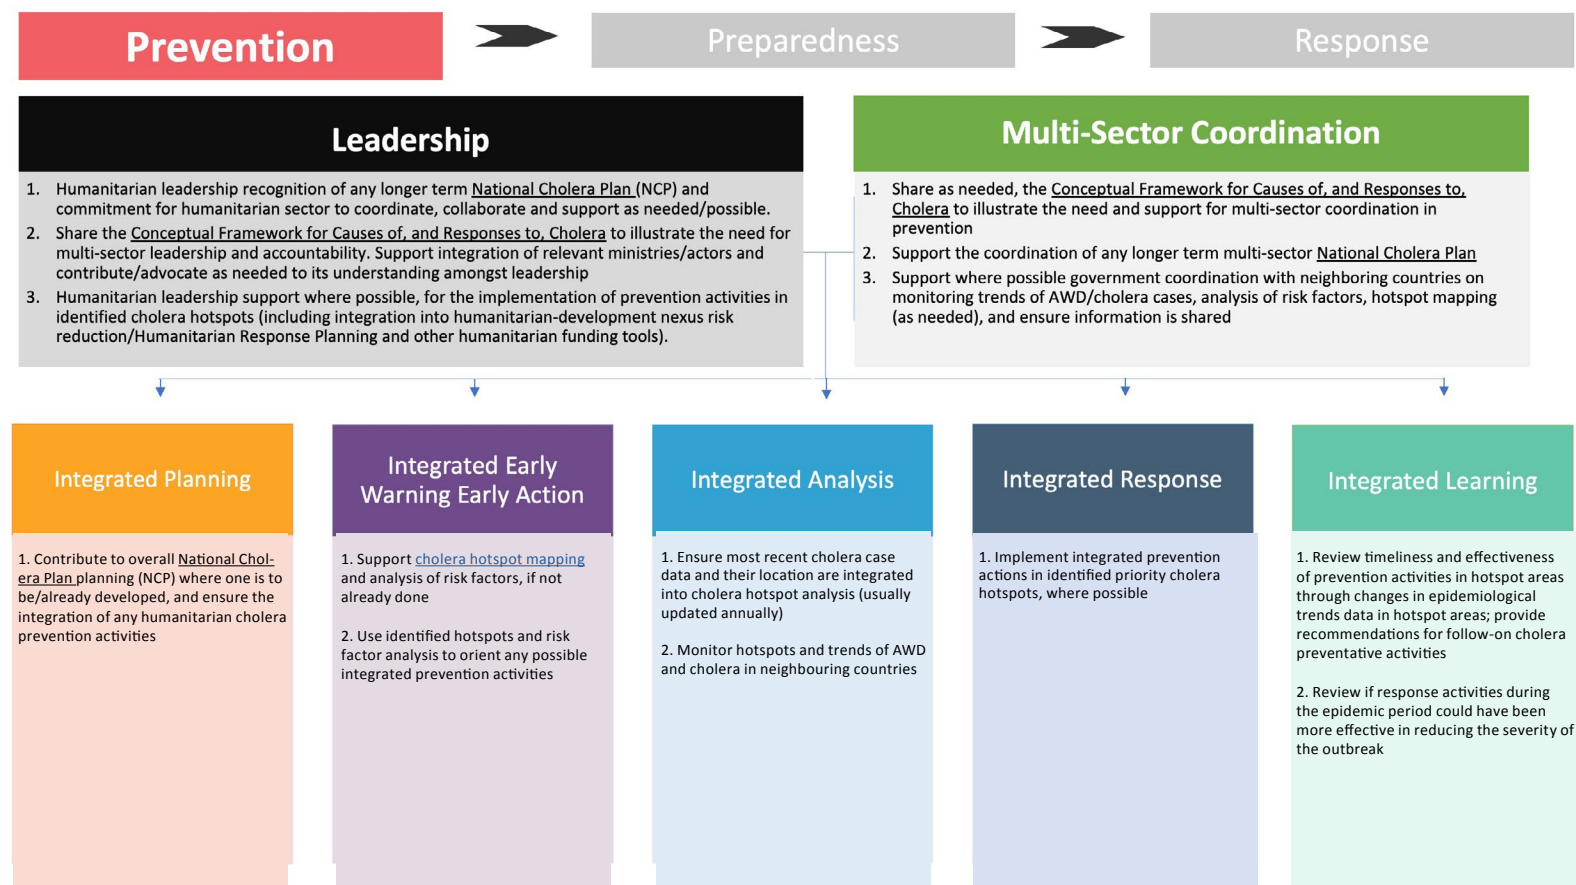 Prevention
Preparedness
Response
Leadership
1. Humanitarian leadership recognition of any longer term National Cholera Plan (NCP) and
commitment for humanitarian sector to coordinate, collaborate and support as needed/possible.
2. Share the Conceptual Framework for Causes of, and Responses to, Cholera to illustrate the need for
multi-sector leadership and accountability. Support integration of relevant ministries/actors and
contribute/advocate as needed to its understanding amongst leadership
3. Humanitarian leadership support where possible, for the implementation of prevention activities in
identified cholera hotspots (including integration into humanitarian-development nexus risk
reduction/Humanitarian Response Planning and other humanitarian funding tools).
Multi-Sector Coordination
1. Share as needed, the Conceptual Framework for Causes of, and Responses to,
Cholera to illustrate the need and support for multi-sector coordination in
prevention
2. Support the coordination of any longer term multi-sector National Cholera Plan
3. Support where possible government coordination with neighboring countries on
monitoring trends of AWD/cholera cases, analysis of risk factors, hotspot mapping
(as needed), and ensure information is shared
Integrated Planning
1. Contribute to overall National Chol-
era Plan planning (NCP) where one is to
be/already developed, and ensure the
integration of any humanitarian cholera
prevention activities
Integrated Early
Warning Early Action
1. Support cholera hotspot mapping
and analysis of risk factors, if not
already done
2. Use identified hotspots and risk
factor analysis to orient any possible
integrated prevention activities
Integrated Analysis
1. Ensure most recent cholera case
data and their location are integrated
into cholera hotspot analysis (usually
updated annually)
2. Monitor hotspots and trends of AWD
and cholera in neighbouring countries
Integrated Response
1. Implement integrated prevention
actions in identified priority cholera
hotspots, where possible
Integrated Learning
1. Review timeliness and effectiveness
of prevention activities in hotspot areas
through changes in epidemiological
trends data in hotspot areas; provide
recommendations for follow-on cholera
preventative activities
2. Review if response activities during
the epidemic period could have been
more effective in reducing the severity of
the outbreak